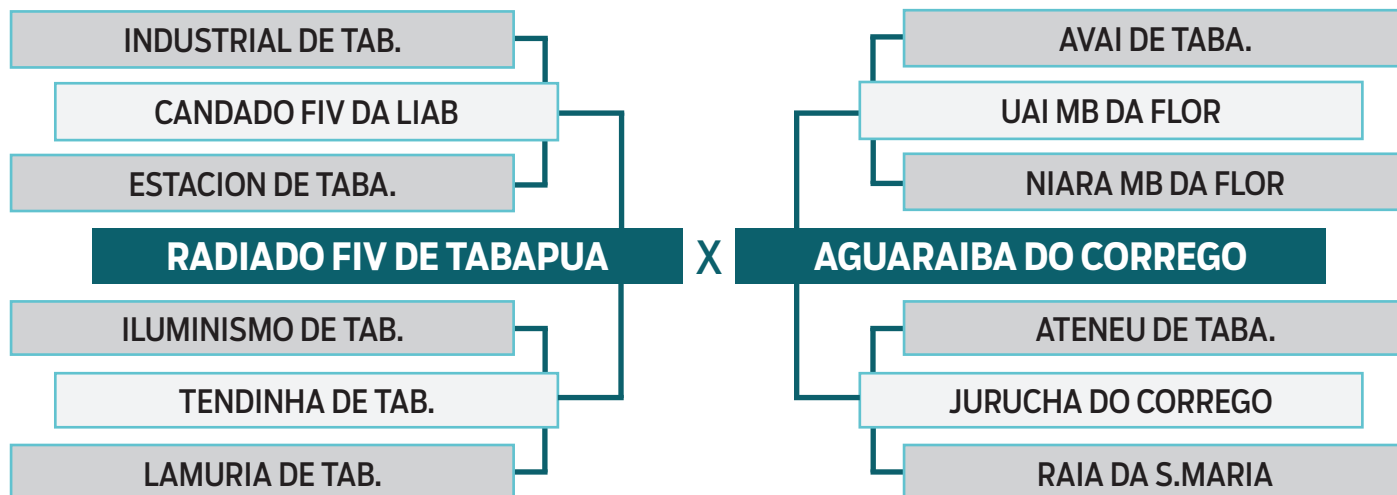 INDUSTRIAL DE TAB.
CANDADO FIV DA LIAB
ESTACION DE TABA.
RADIADO FIV DE TABAPUA
ILUMINISMO DE TAB.
TENDINHA DE TAB.
LAMURIA DE TAB.
X
AVAI DE TABA.
UAI MB DA FLOR
NIARA MB DA FLOR
AGUARAIBA DO CORREGO
ATENEU DE TABA.
JURUCHA DO CORREGO
RAIA DA S.MARIA